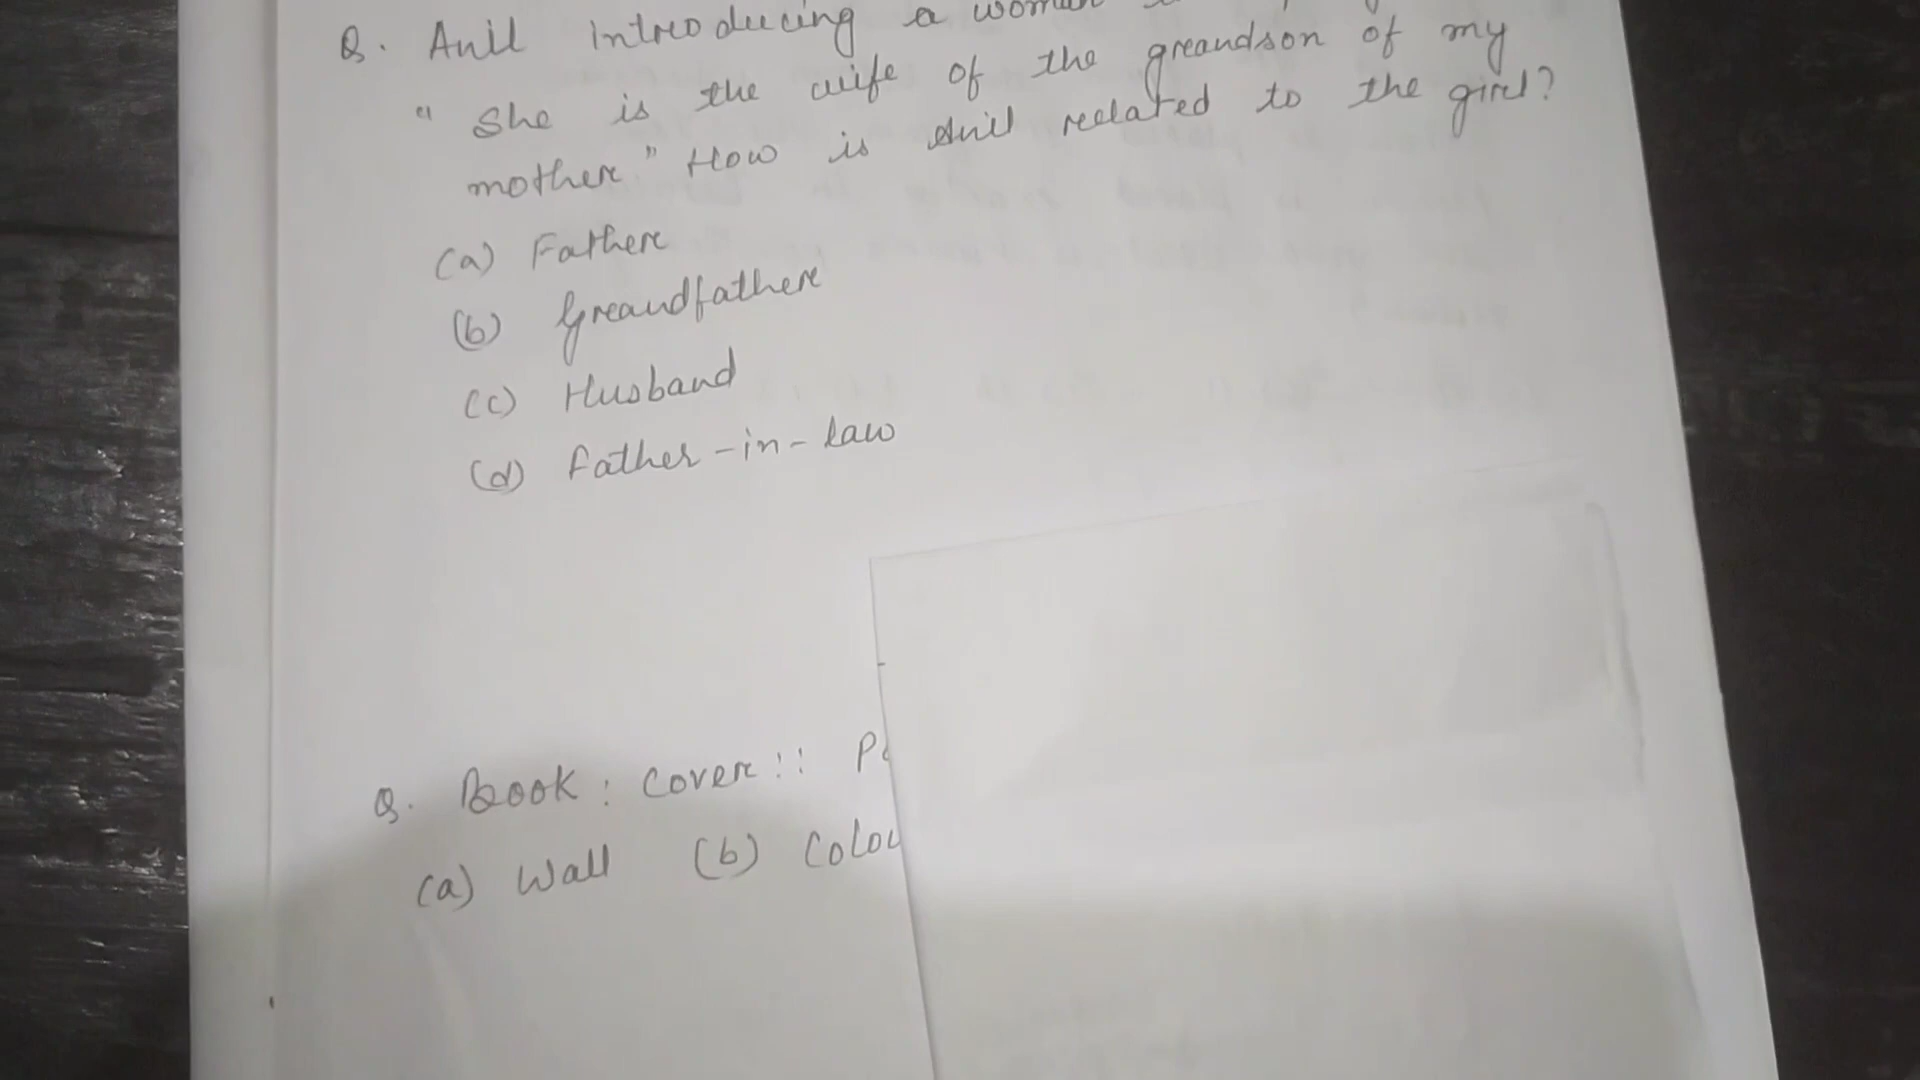 Q. Anil introducing a woman
" She is the wife of the grandson of my
mother" How is Anil related to the girl?
(a) Father
(b) Grandfather
(c) Husband
(d) Father-in-law
Q. Book : Cover ::
(a) Wall (b)